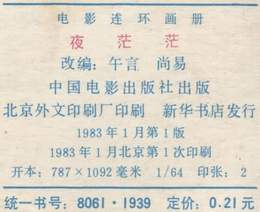 电影连环画册
夜茫茫
改编：午言　尚易
中国电影出版社出版
北京外文印刷厂印刷　新华书店发行
1983年1月第1版
1983年1月北京第1次印刷
开本：787×1092毫米　1/64　印张：2
统一书号：8061·1939　定价：0.21元